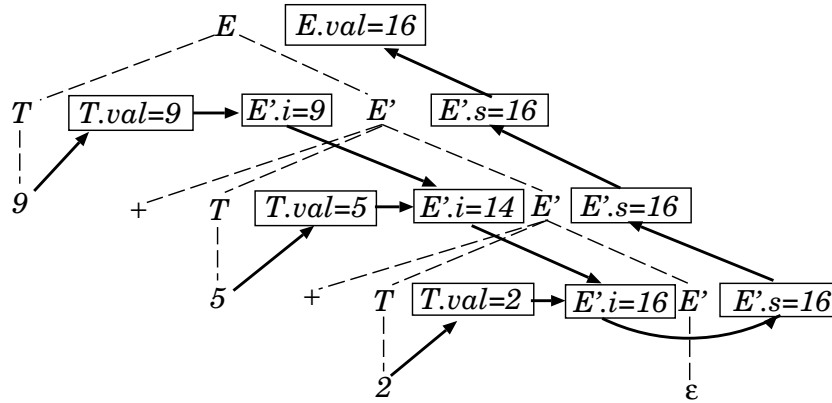 E E.val=16
T T.val=9 E'.i=9 E' E'.s=16
9 + T T.val=5 E'.i=14 E' E'.s=16
5 + T T.val=2 E'.i=16 E' E'.s=16
2 ε